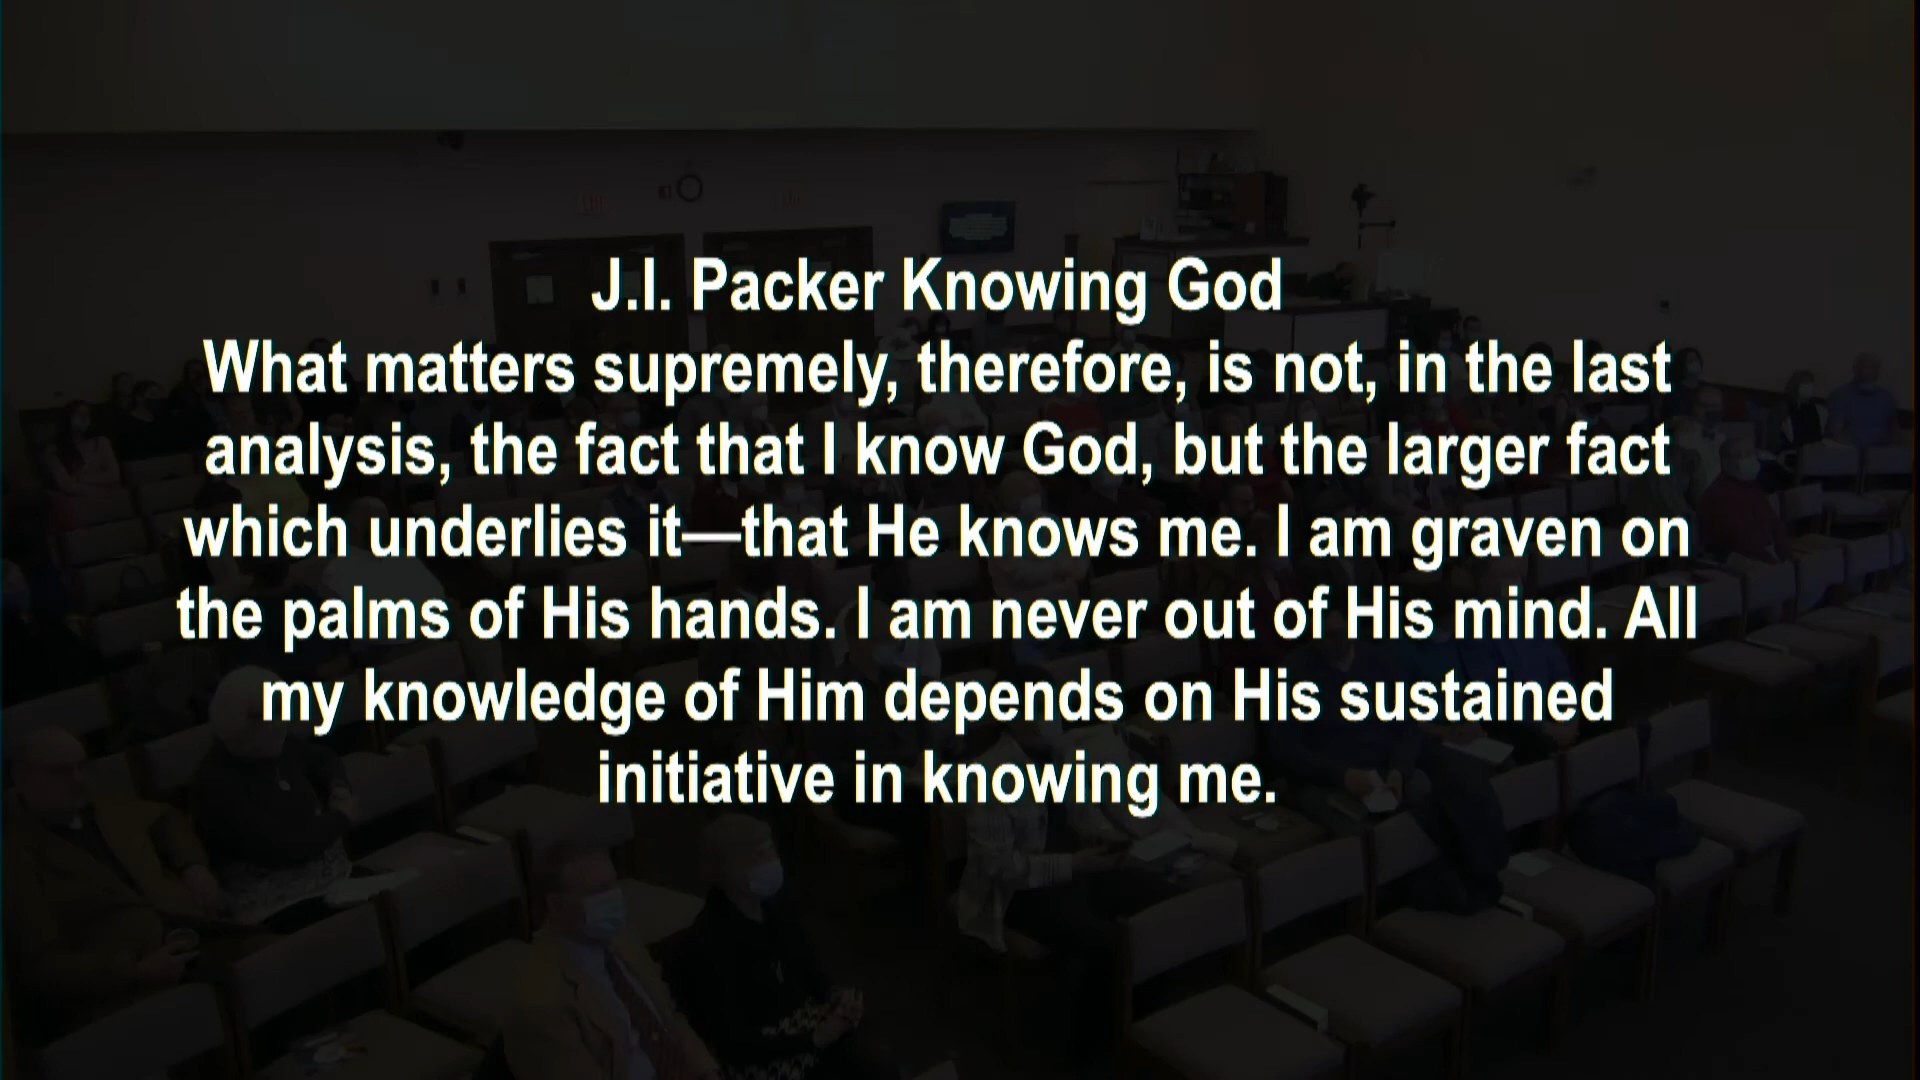 J.I. Packer Knowing God
What matters supremely, therefore, is not, in the last
analysis, the fact that I know God, but the larger fact
which underlies it—that He knows me. I am graven on
the palms of His hands. I am never out of His mind. All
my knowledge of Him depends on His sustained
initiative in knowing me.